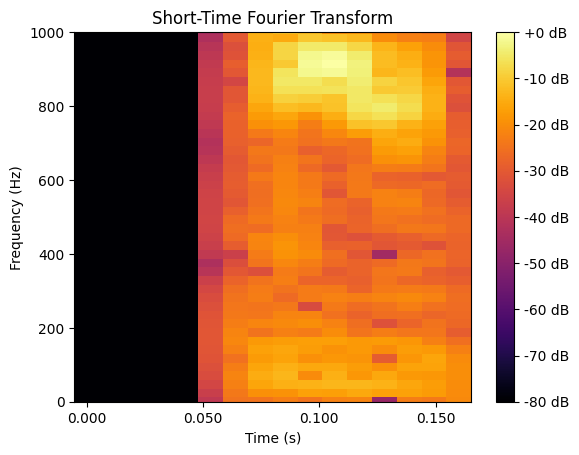 Short-Time Fourier Transform
1000
800
600
400
200
0
Frequency (Hz)
0.000
0.050
0.100
0.150
Time (s)
+0 dB
-10 dB
-20 dB
-30 dB
-40 dB
-50 dB
-60 dB
-70 dB
-80 dB